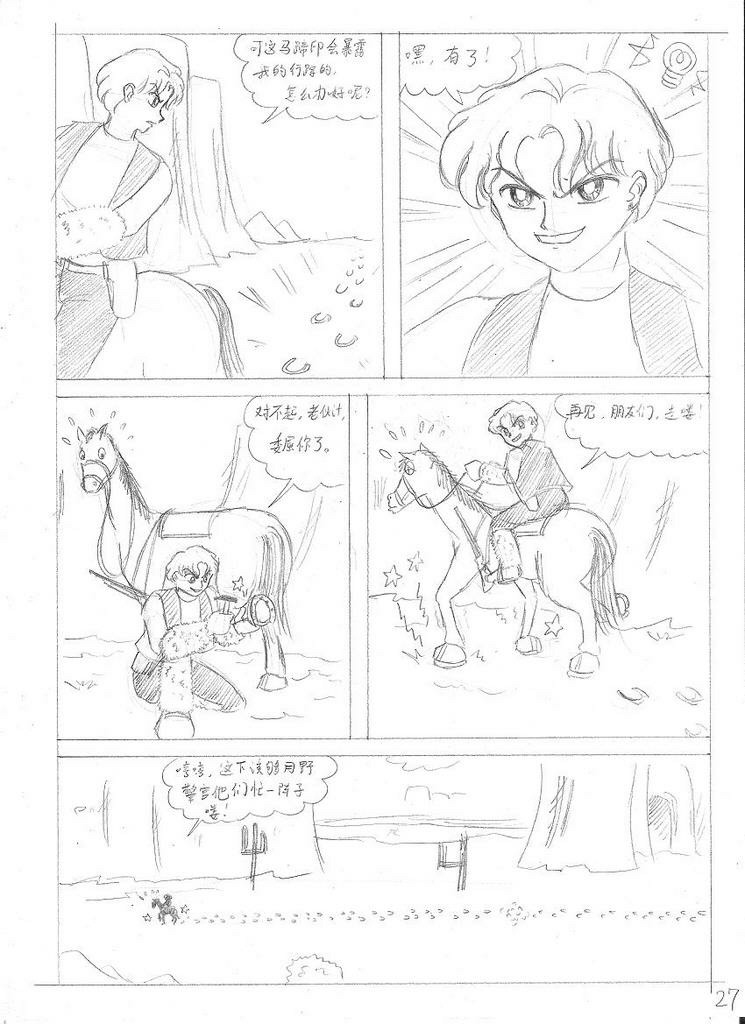 可这马蹄印会暴露
我的行踪的,
怎么办好呢?
嘿,有了!
对不起,老伙计,
委屈你了。
再见,朋友们,走喽!
嘻嘻,这下该够月野
警官他们忙一阵子
喽!
27